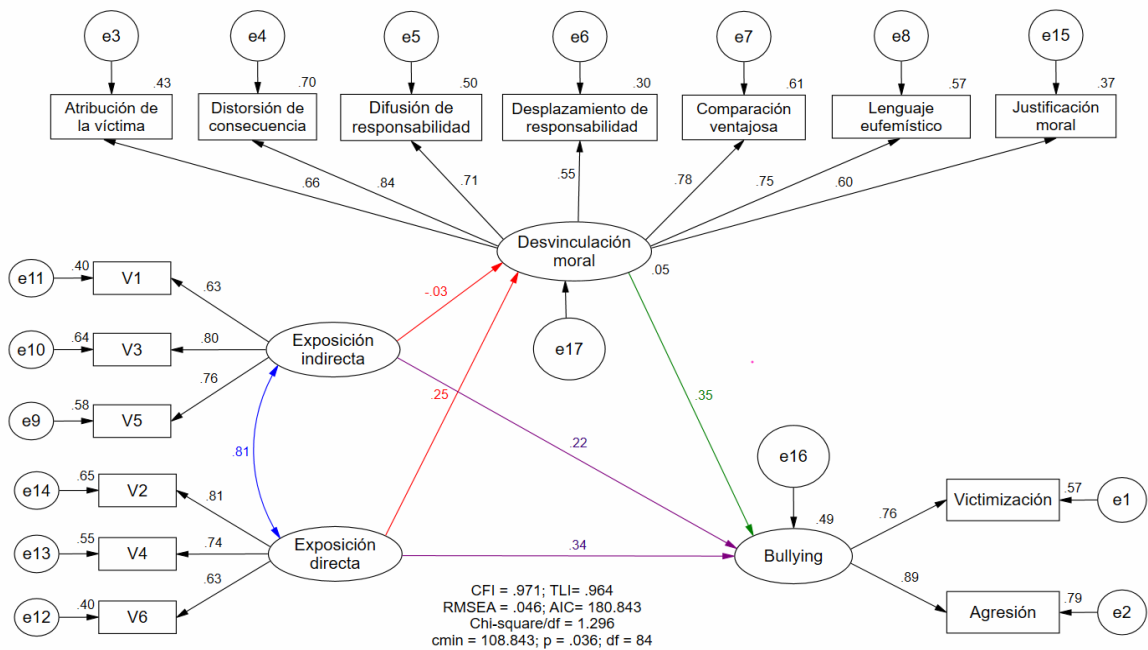 e3
e4
e5
e6
e7
e8
e15
.43
.70
.50
.30
.61
.57
.37
Atribución de
la víctima
Distorsión de
consecuencia
Difusión de
responsabilidad
Desplazamiento de
responsabilidad
Comparación
ventajosa
Lenguaje
eufemístico
Justificación
moral
.66
.84
.71
.55
.78
.75
.60
Desvinculación
moral
.05
e11
.40
V1
.63
e10
.64
V3
.80
e9
.58
V5
.76
Exposición
indirecta
-.03
e17
.25
.35
.22
.81
e14
.65
V2
.81
e13
.55
V4
.74
e12
.40
V6
.63
Exposición
directa
.34
e16
.49
Bullying
.76
.89
Victimización
.57
e1
Agresión
.79
e2
CFI = .971; TLI= .964
RMSEA = .046; AIC= 180.843
Chi-square/df = 1.296
cmin = 108.843; p = .036; df = 84